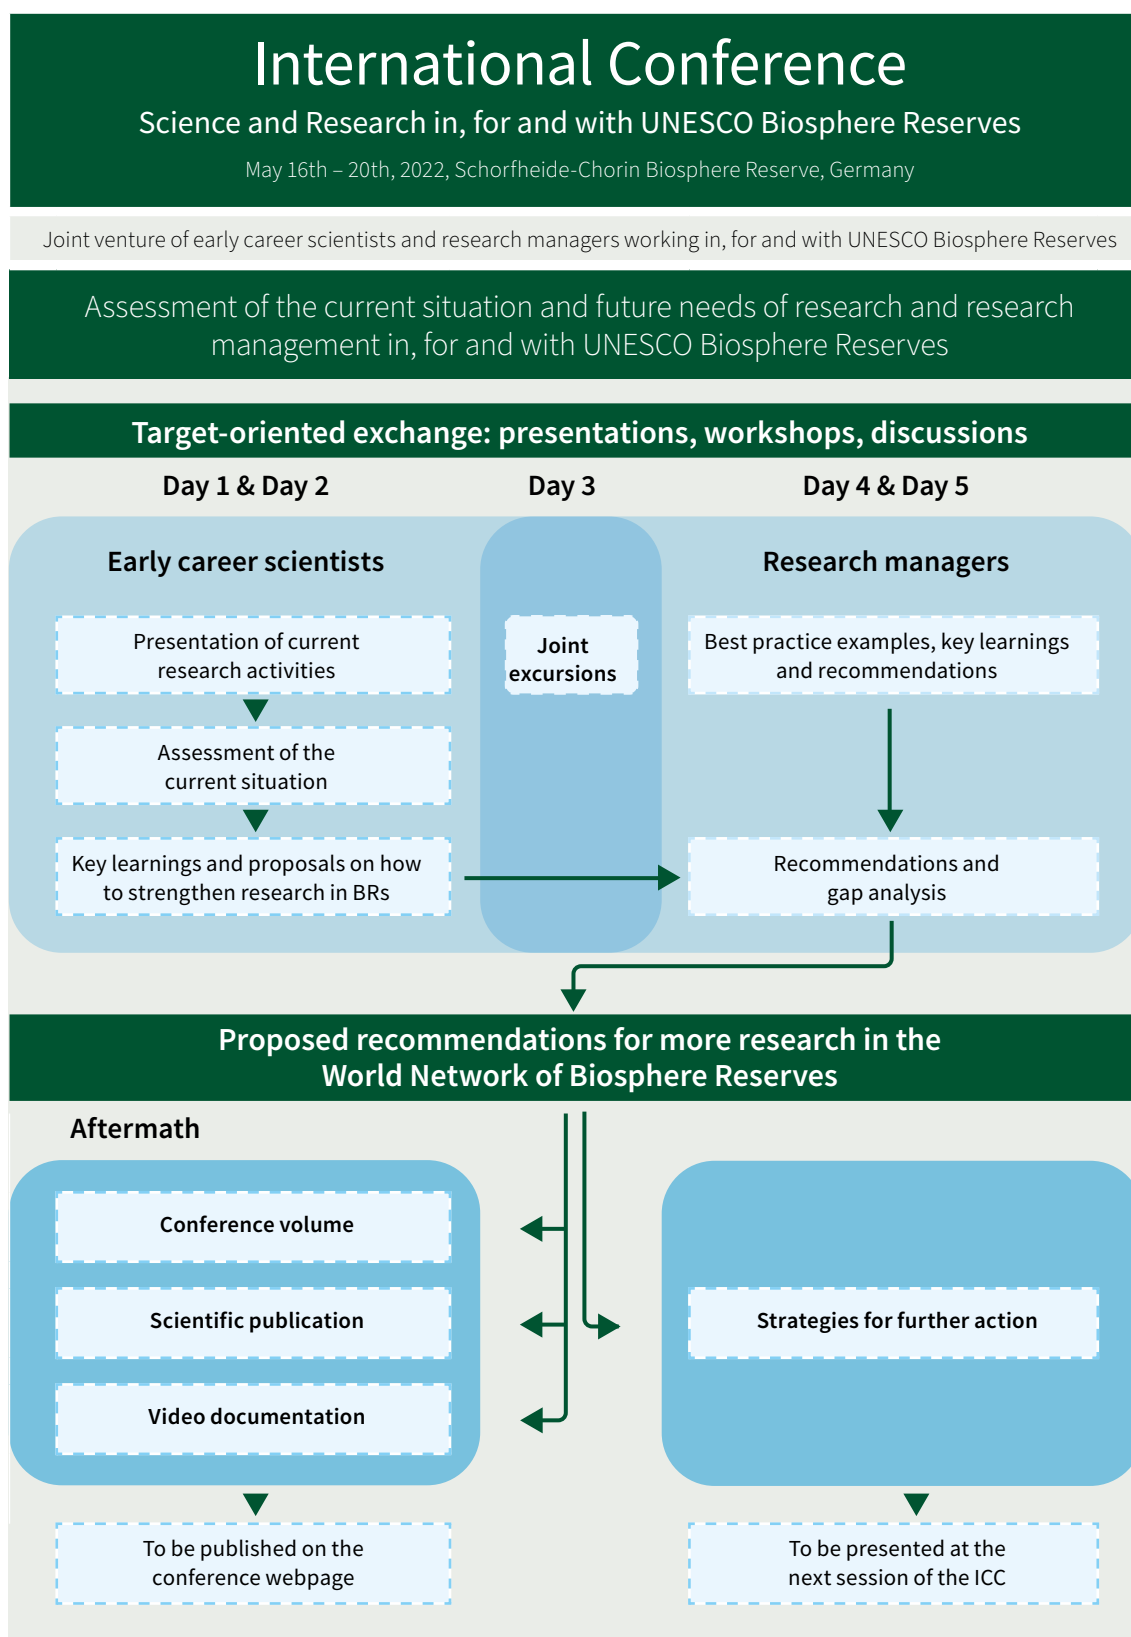 International Conference
Science and Research in, for and with UNESCO Biosphere Reserves
May 16th – 20th, 2022, Schorfheide-Chorin Biosphere Reserve, Germany
Joint venture of early career scientists and research managers working in, for and with UNESCO Biosphere Reserves
Assessment of the current situation and future needs of research and research
management in, for and with UNESCO Biosphere Reserves
Target-oriented exchange: presentations, workshops, discussions
Day 1 & Day 2
Day 3
Day 4 & Day 5
Early career scientists
Presentation of current
research activities
Assessment of the
current situation
Key learnings and proposals on how
to strengthen research in BRs
Joint
excursions
Research managers
Best practice examples, key learnings
and recommendations
Recommendations and
gap analysis
Proposed recommendations for more research in the
World Network of Biosphere Reserves
Aftermath
Conference volume
Scientific publication
Video documentation
To be published on the
conference webpage
Strategies for further action
To be presented at the
next session of the ICC